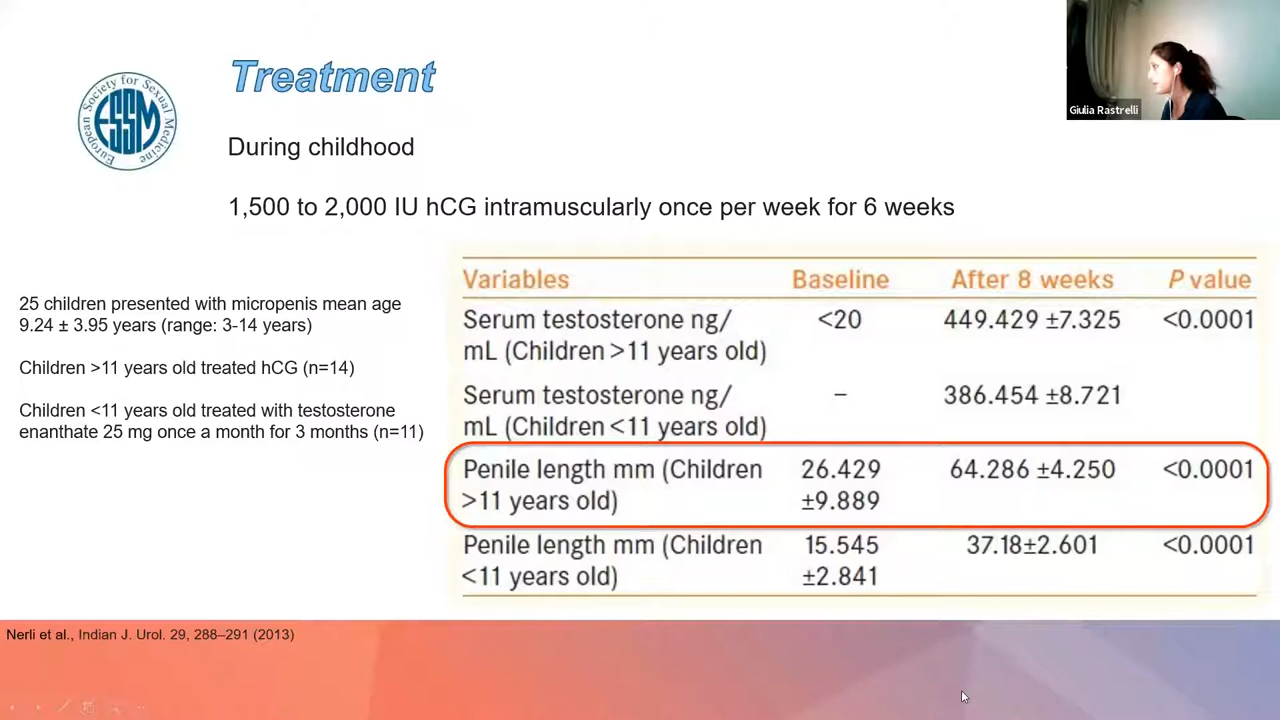 Treatment
European Society for Sexual Medicine
ESSM
Giulia Rastrelli
During childhood
1,500 to 2,000 IU hCG intramuscularly once per week for 6 weeks
25 children presented with micropenis mean age
9.24 ± 3.95 years (range: 3-14 years)
Children >11 years old treated hCG (n=14)
Children <11 years old treated with testosterone
enanthate 25 mg once a month for 3 months (n=11)
Variables Baseline After 8 weeks P value
Serum testosterone ng/ <20 449.429 ±7.325 <0.0001
mL (Children >11 years old)
Serum testosterone ng/ – 386.454 ±8.721
mL (Children <11 years old)
Penile length mm (Children 26.429 64.286 ±4.250 <0.0001
>11 years old) ±9.889
Penile length mm (Children 15.545 37.18±2.601 <0.0001
<11 years old) ±2.841
Nerli et al., Indian J. Urol. 29, 288–291 (2013)